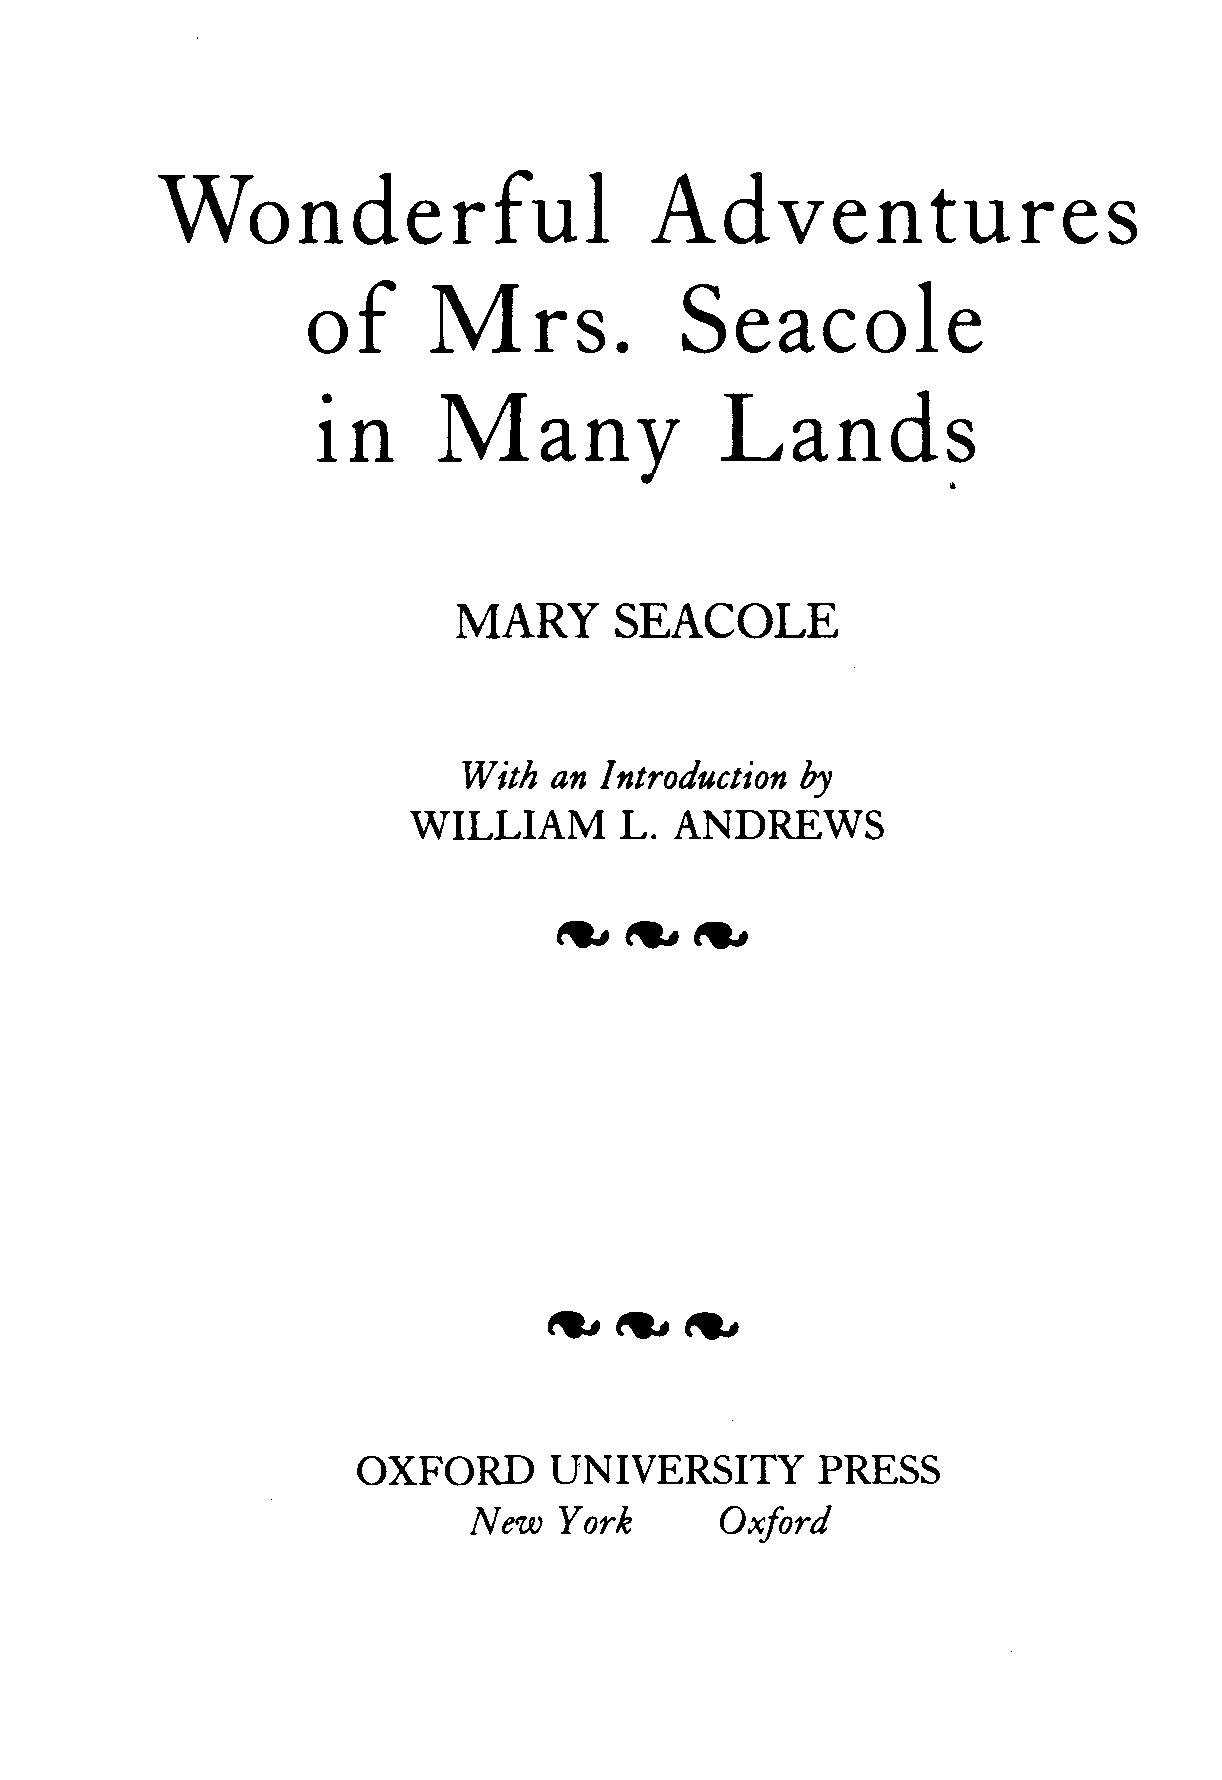 Wonderful Adventures
of Mrs. Seacole
in Many Lands
MARY SEACOLE
With an Introduction by
WILLIAM L. ANDREWS
OXFORD UNIVERSITY PRESS
New York Oxford